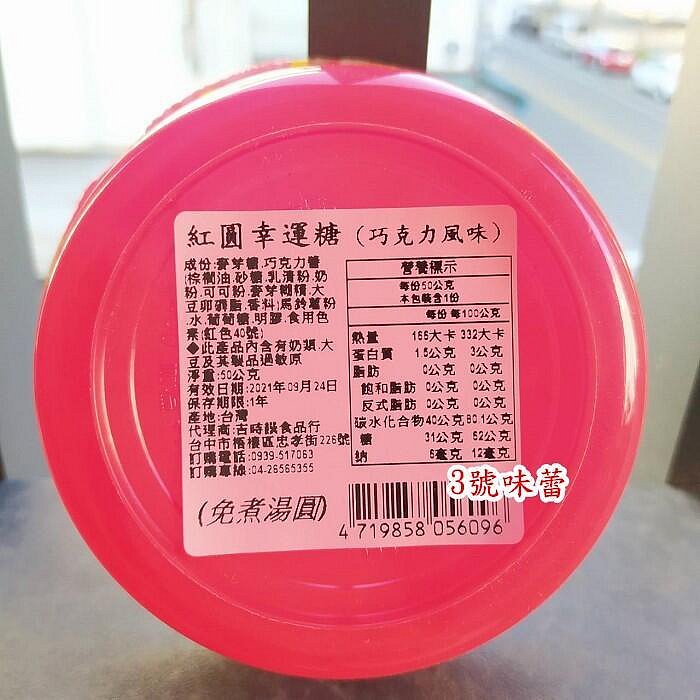 紅圓幸運糖(巧克力風味)
成份:麥芽糖.巧克力醬
(棕櫚油.砂糖.乳清粉.奶
粉.可可粉.麥芽糊精.大
豆卵磷脂.香料)馬鈴薯粉
.水.葡萄糖.明膠.食用色
素(紅色40號)
◆此產品內含有奶類.大
豆及其製品過敏原
淨重:50公克
有效日期:2021年09月24日
保存期限:1年
產地:台灣
代理商:吉時饌食品行
台中市梧棲區忠孝街226號
訂購電話:0939-517063
訂購專線:04-26565355
(免煮湯圓)
營養標示
每份50公克
本包裝含1份
每份 每100公克
熱量 166大卡 332大卡
蛋白質 1.5公克 3公克
脂肪 0公克 0公克
飽和脂肪 0公克 0公克
反式脂肪 0公克 0公克
碳水化合物 40公克 80.1公克
糖 31公克 62公克
鈉 6毫克 12毫克
3號味蕾
4 719858 056096